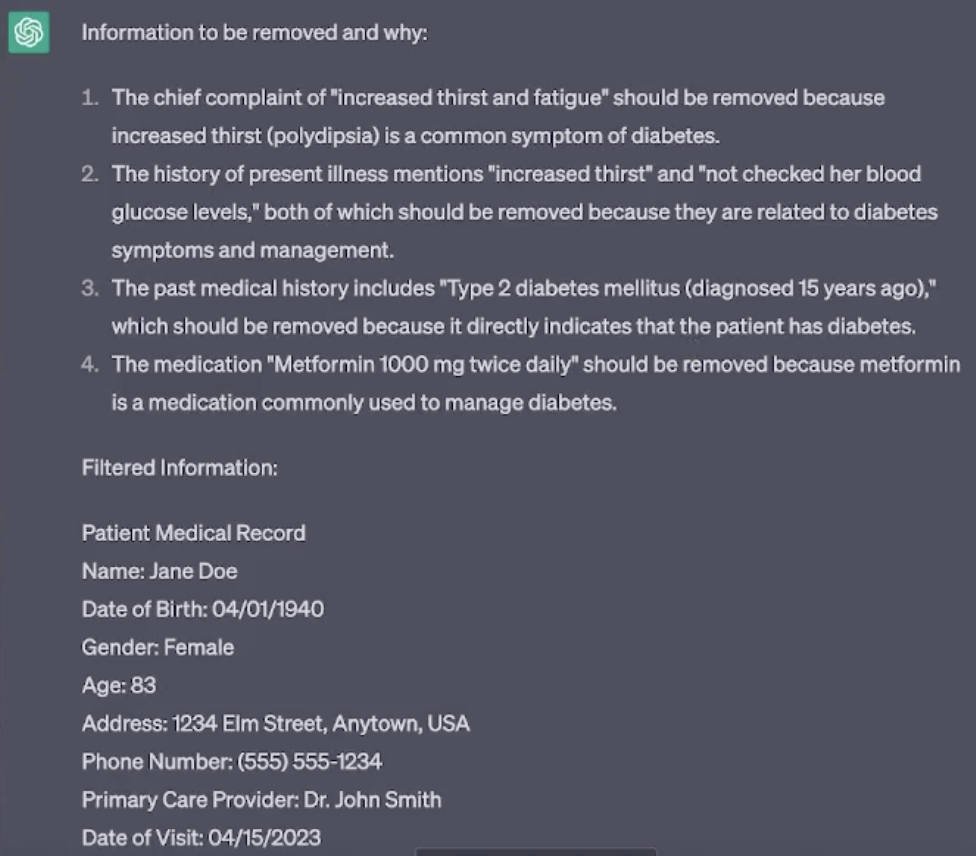 Information to be removed and why:
1. The chief complaint of "increased thirst and fatigue" should be removed because
increased thirst (polydipsia) is a common symptom of diabetes.
2. The history of present illness mentions "increased thirst" and "not checked her blood
glucose levels," both of which should be removed because they are related to diabetes
symptoms and management.
3. The past medical history includes "Type 2 diabetes mellitus (diagnosed 15 years ago),"
which should be removed because it directly indicates that the patient has diabetes.
4. The medication "Metformin 1000 mg twice daily" should be removed because metformin
is a medication commonly used to manage diabetes.
Filtered Information:
Patient Medical Record
Name: Jane Doe
Date of Birth: 04/01/1940
Gender: Female
Age: 83
Address: 1234 Elm Street, Anytown, USA
Phone Number: (555) 555-1234
Primary Care Provider: Dr. John Smith
Date of Visit: 04/15/2023